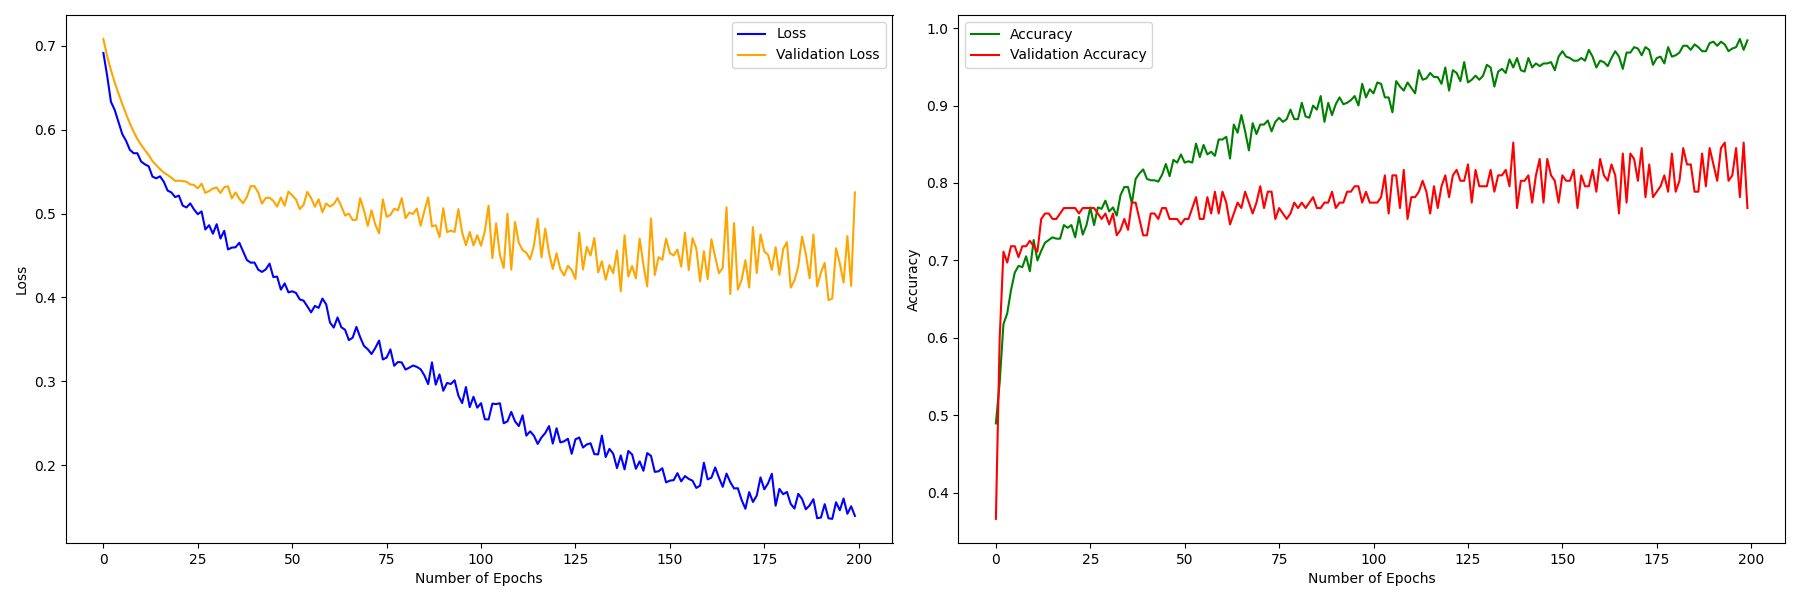 0.7
0.6
0.5
0.4
0.3
0.2
Loss
Loss
Validation Loss
0 25 50 75 100 125 150 175 200
Number of Epochs
1.0
0.9
0.8
0.7
0.6
0.5
0.4
Accuracy
Accuracy
Validation Accuracy
0 25 50 75 100 125 150 175 200
Number of Epochs